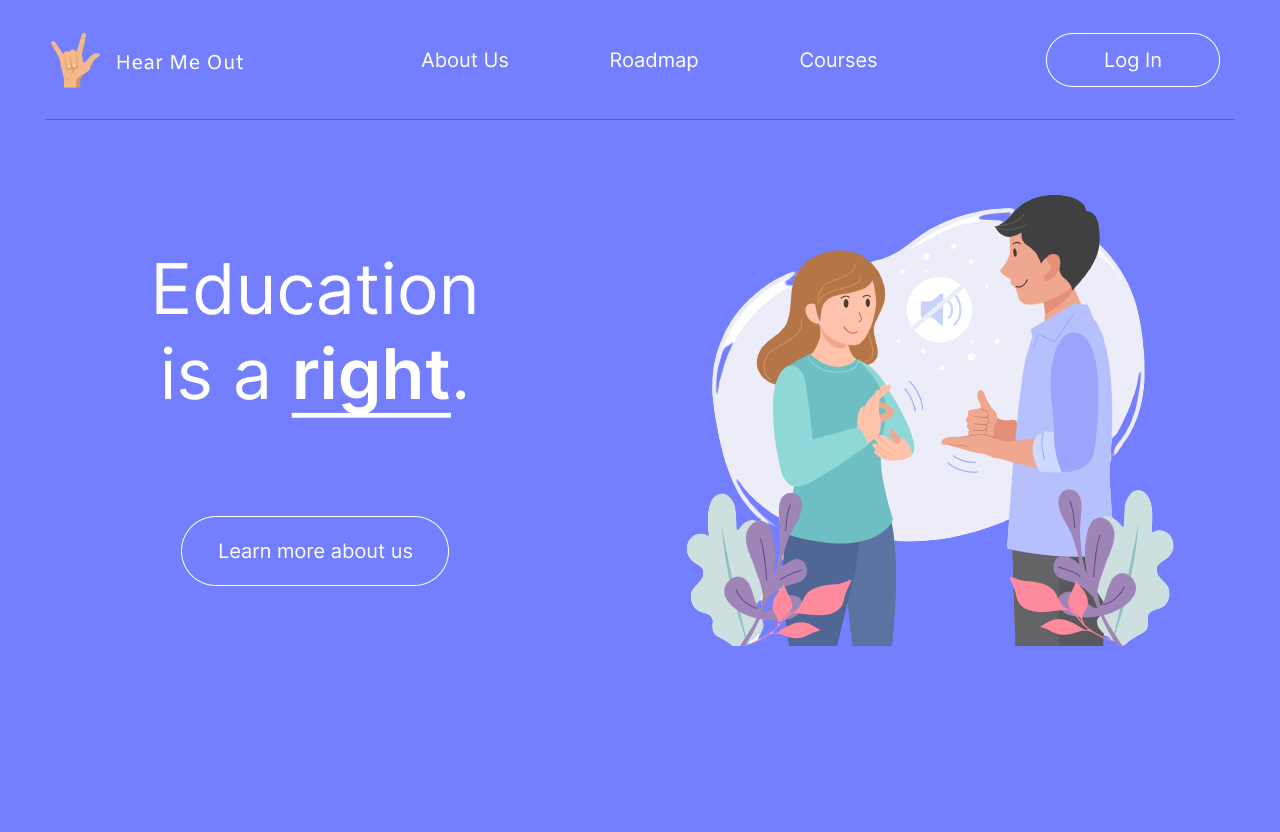 Hear Me Out
About Us
Roadmap
Courses
Log In
Education
is a right.
Learn more about us